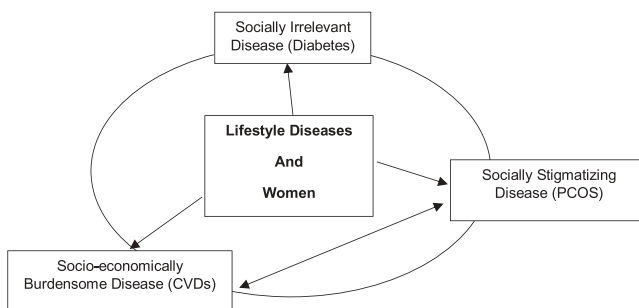 Socially Irrelevant
Disease (Diabetes)
Lifestyle Diseases
And
Women
Socially Stigmatizing
Disease (PCOS)
Socio-economically
Burdensome Disease (CVDs)